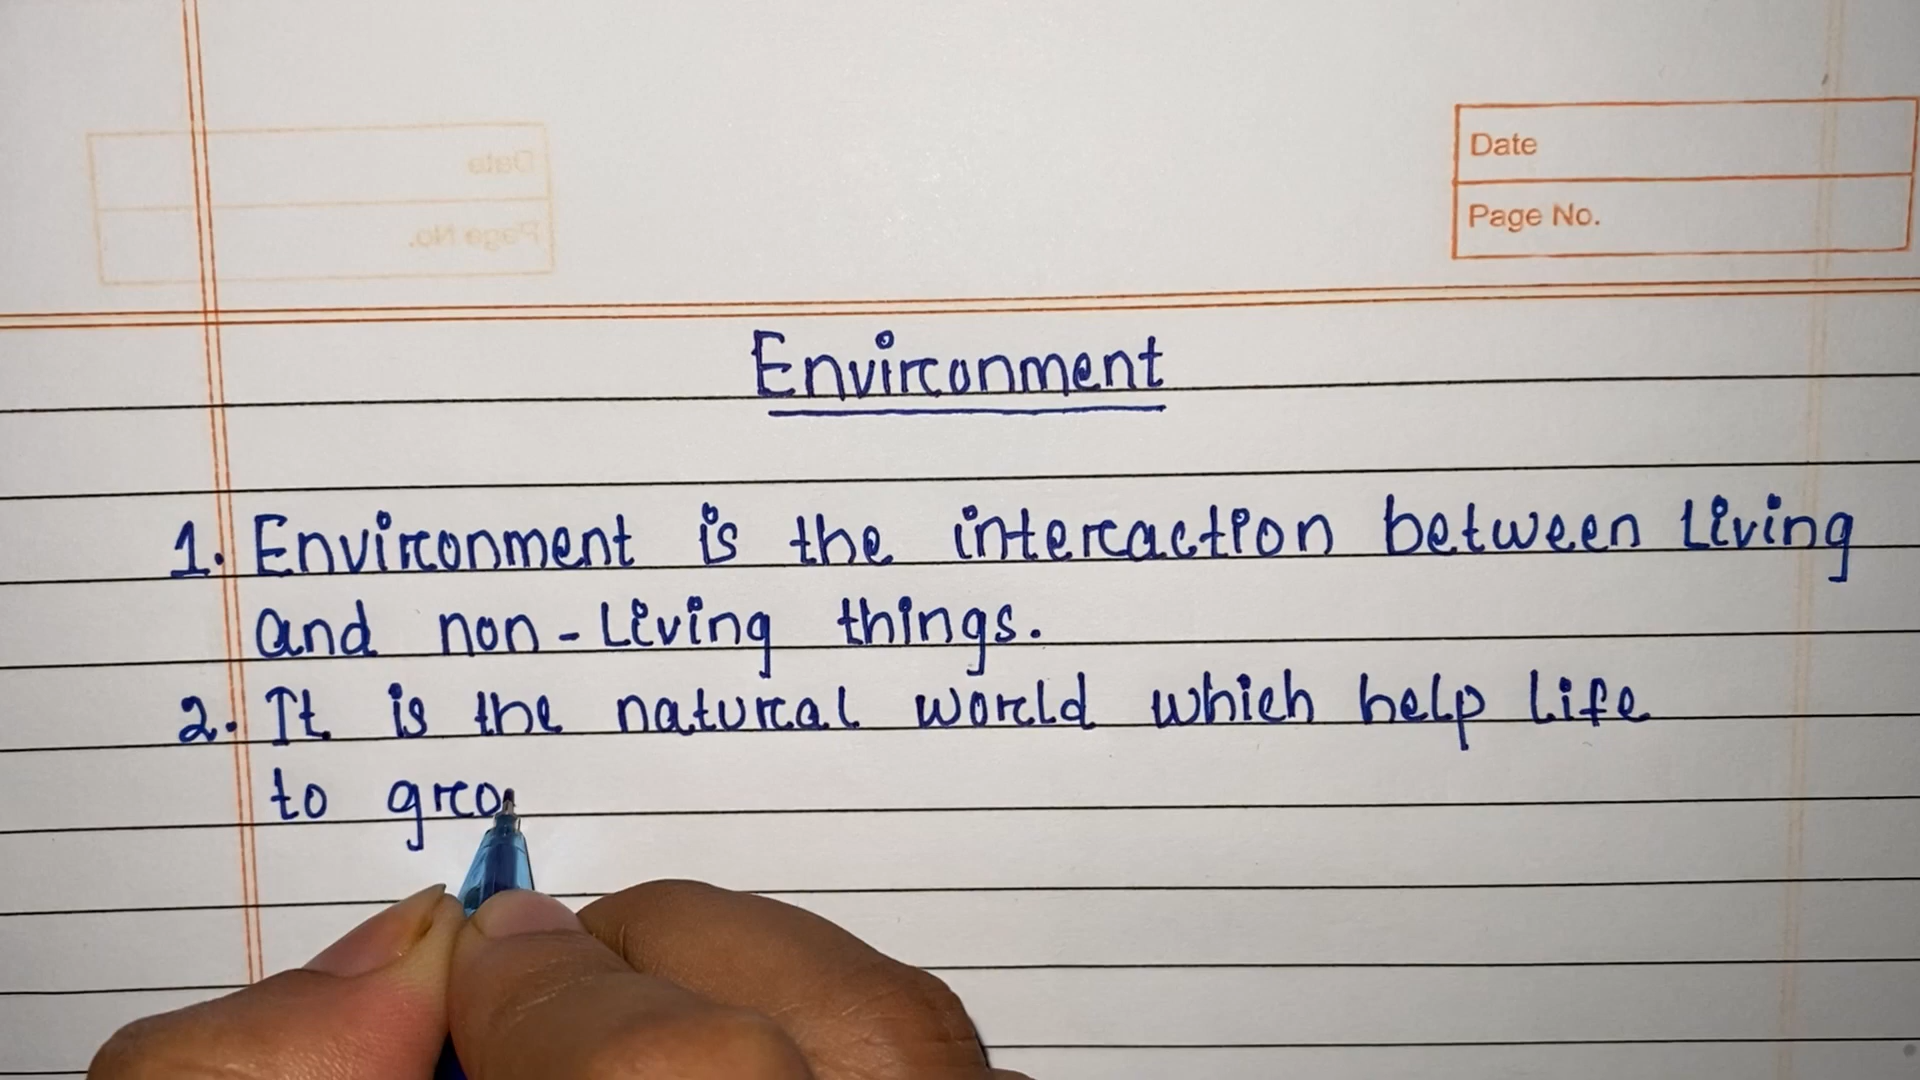 Date
Page No.
Environment
1. Environment is the interaction between Living
and non-Living things.
2. It is the natural world which help Life
to gro